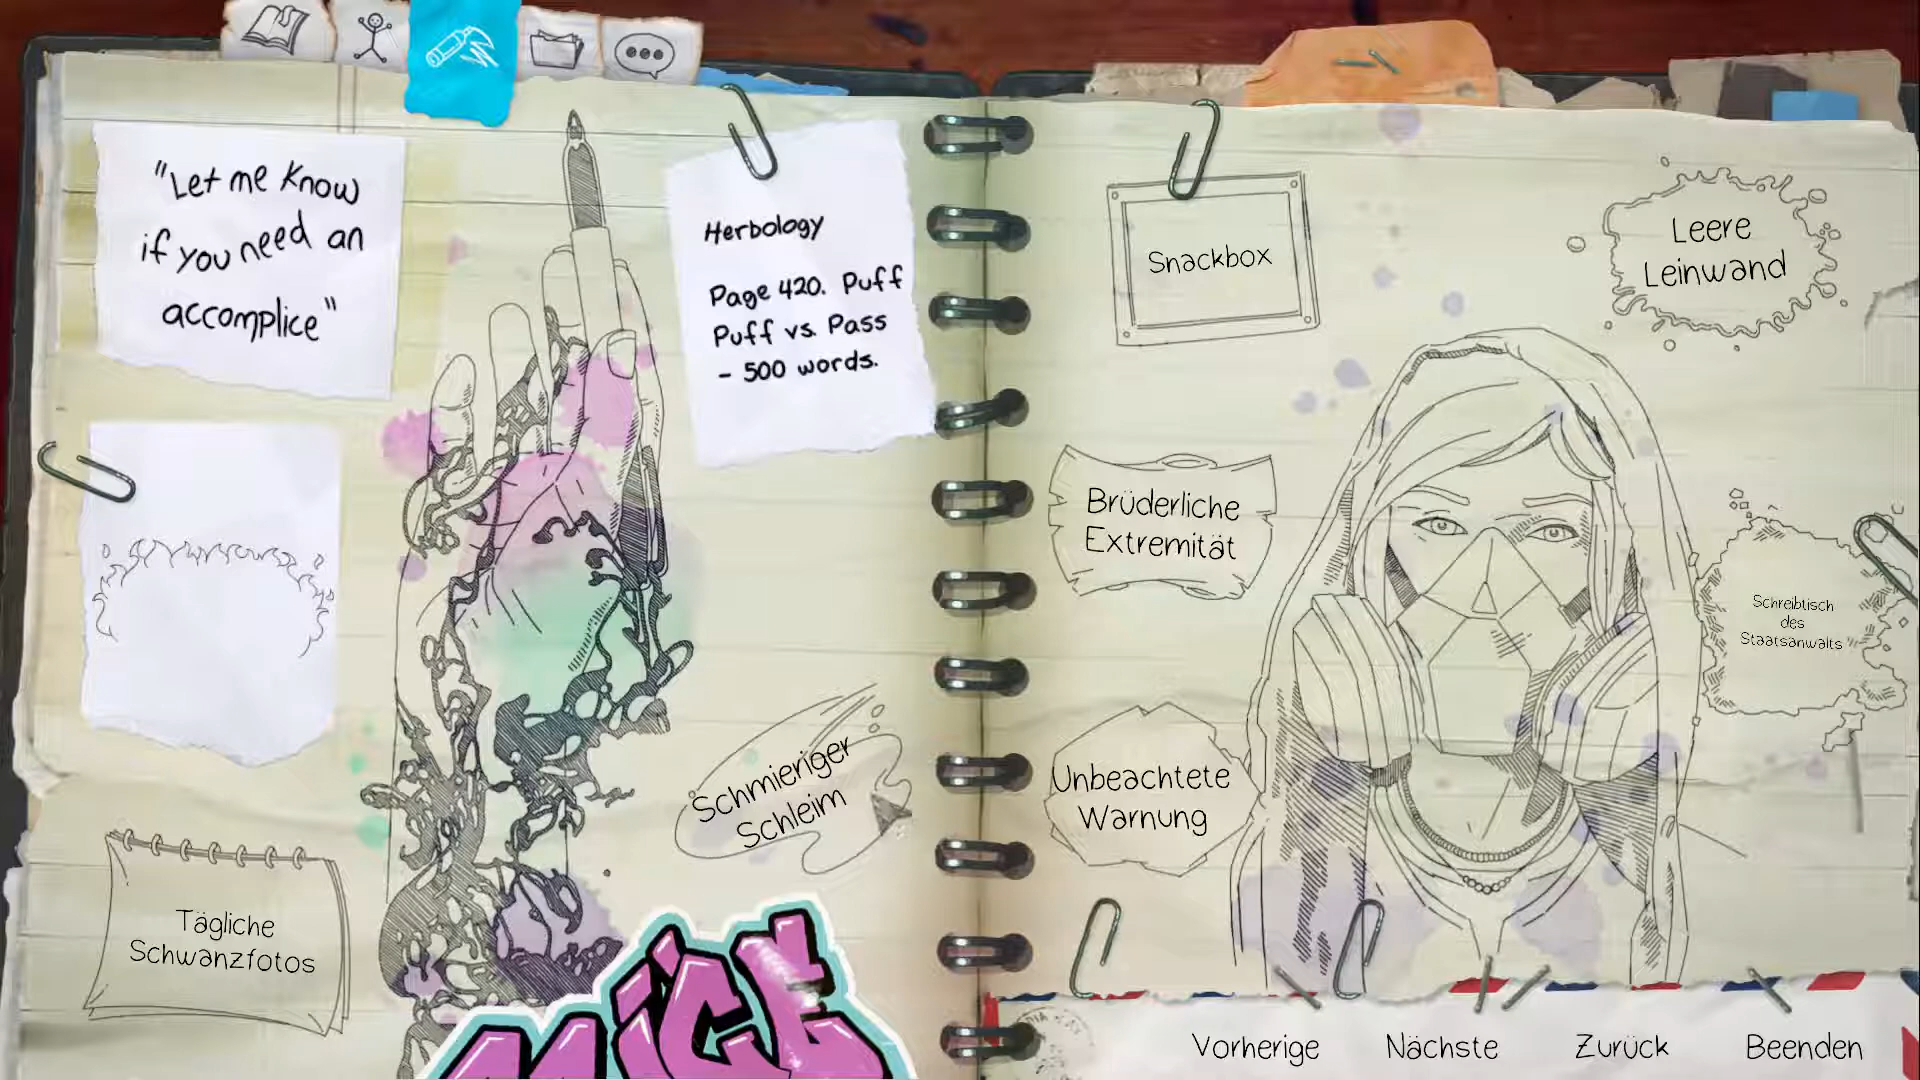 "Let me know
if you need an
accomplice"
Herbology
Page 420. Puff
Puff vs. Pass
- 500 words.
Schmieriger
Schleim
Tägliche
Schwanzfotos
Snackbox
Leere
Leinwand
Brüderliche
Extremität
Schreibtisch
des
Staatsanwalts
Unbeachtete
Warnung
Vorherige
Nächste
Zurück
Beenden